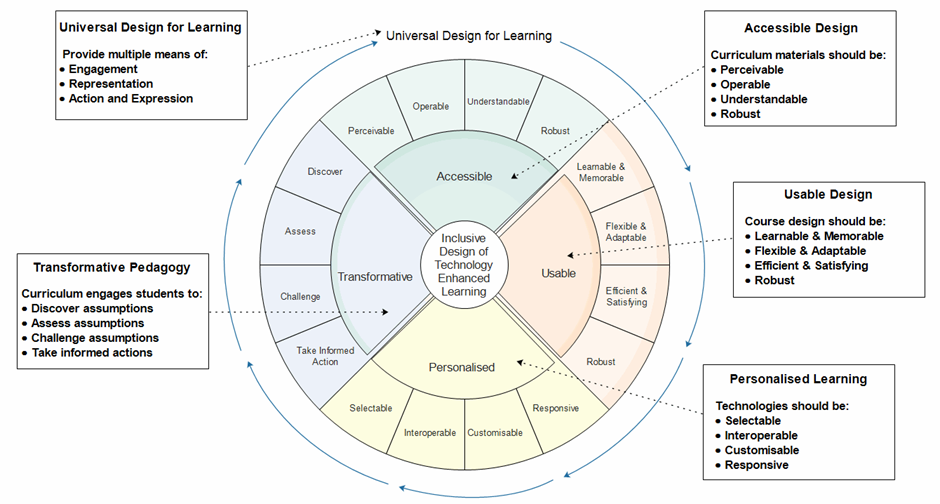 Universal Design for Learning
Provide multiple means of:
• Engagement
• Representation
• Action and Expression
Universal Design for Learning
Accessible Design
Curriculum materials should be:
• Perceivable
• Operable
• Understandable
• Robust
Perceivable
Operable
Understandable
Robust
Accessible
Discover
Assess
Challenge
Take Informed
Action
Transformative
Inclusive
Design of
Technology
Enhanced
Learning
Usable
Learnable &
Memorable
Flexible &
Adaptable
Efficient &
Satisfying
Robust
Usable Design
Course design should be:
• Learnable & Memorable
• Flexible & Adaptable
• Efficient & Satisfying
• Robust
Transformative Pedagogy
Curriculum engages students to:
• Discover assumptions
• Assess assumptions
• Challenge assumptions
• Take informed actions
Personalised
Selectable
Interoperable
Customisable
Responsive
Personalised Learning
Technologies should be:
• Selectable
• Interoperable
• Customisable
• Responsive